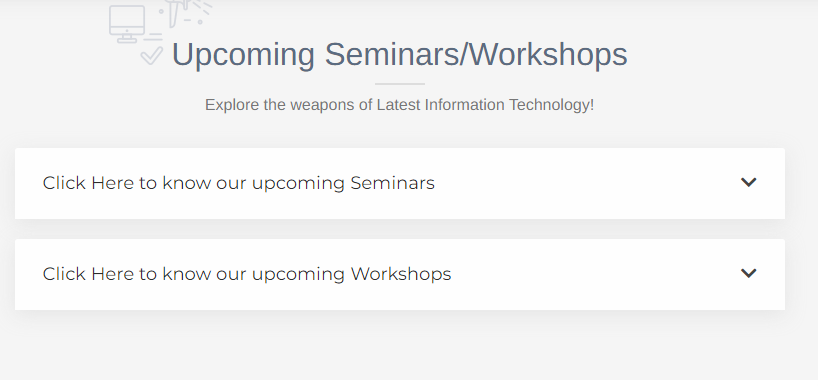 Upcoming Seminars/Workshops
Explore the weapons of Latest Information Technology!
Click Here to know our upcoming Seminars
Click Here to know our upcoming Workshops